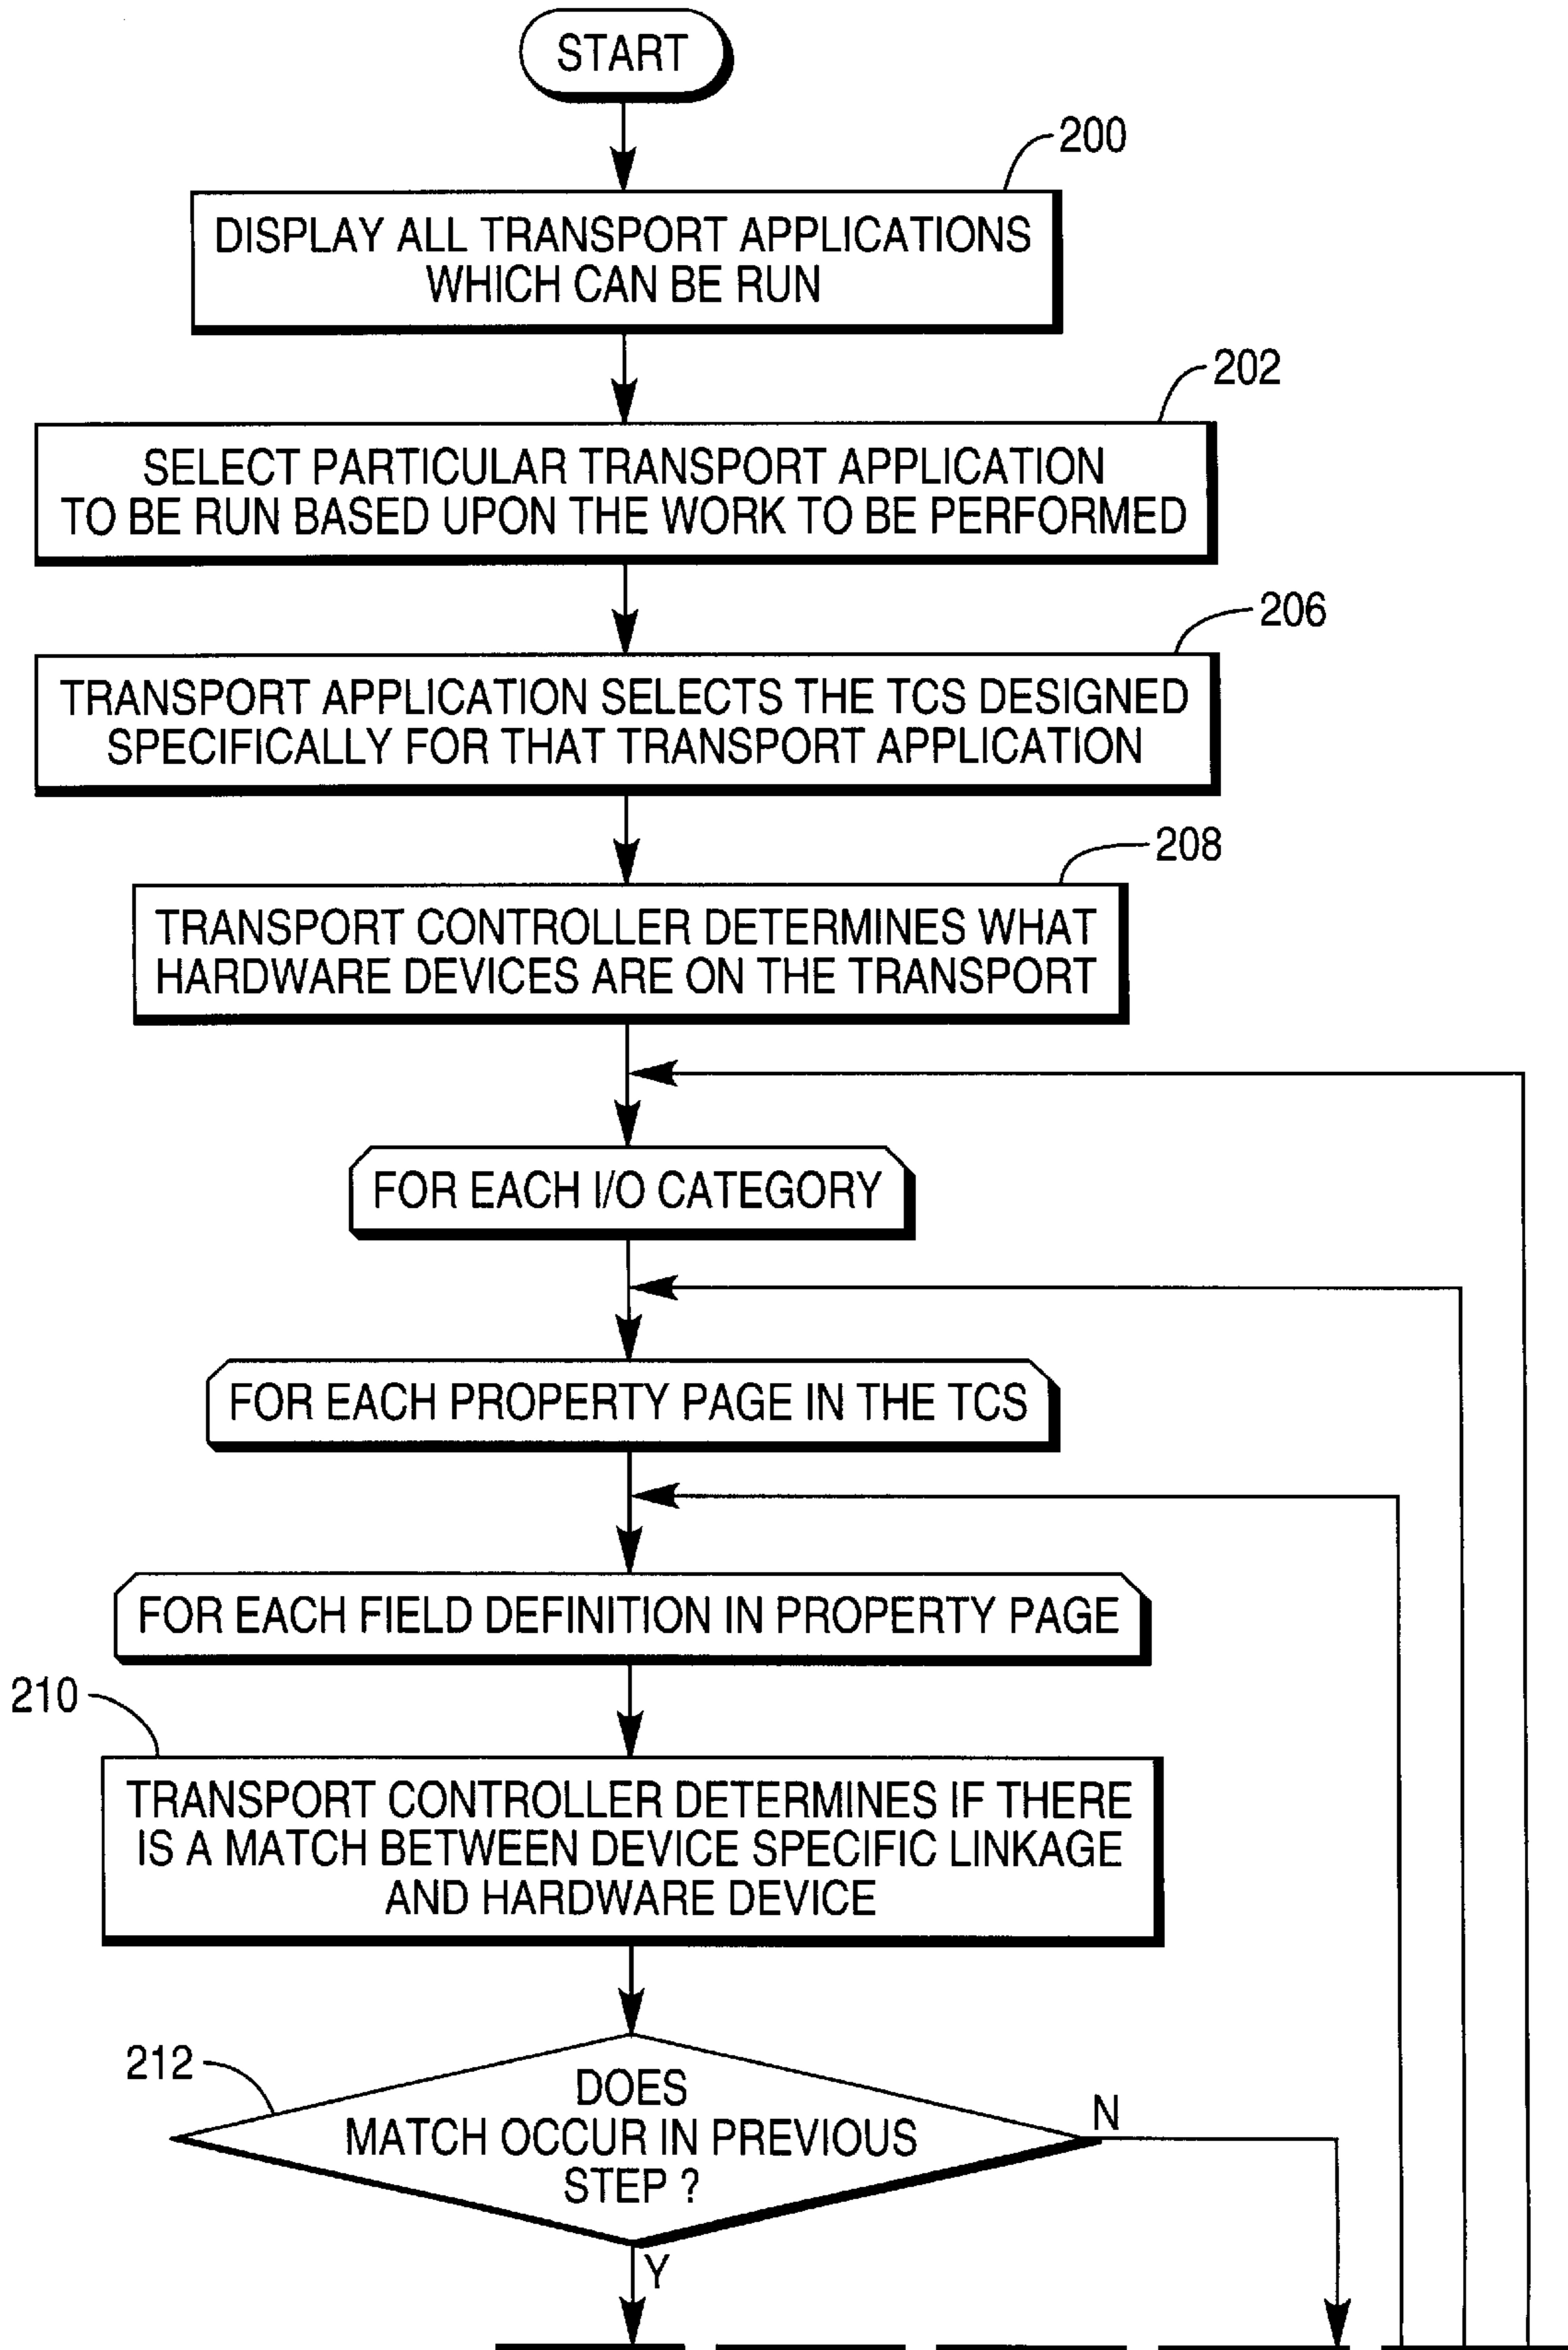 START
200
DISPLAY ALL TRANSPORT APPLICATIONS
WHICH CAN BE RUN
202
SELECT PARTICULAR TRANSPORT APPLICATION
TO BE RUN BASED UPON THE WORK TO BE PERFORMED
206
TRANSPORT APPLICATION SELECTS THE TCS DESIGNED
SPECIFICALLY FOR THAT TRANSPORT APPLICATION
208
TRANSPORT CONTROLLER DETERMINES WHAT
HARDWARE DEVICES ARE ON THE TRANSPORT
FOR EACH I/O CATEGORY
FOR EACH PROPERTY PAGE IN THE TCS
FOR EACH FIELD DEFINITION IN PROPERTY PAGE
210
TRANSPORT CONTROLLER DETERMINES IF THERE
IS A MATCH BETWEEN DEVICE SPECIFIC LINKAGE
AND HARDWARE DEVICE
212
DOES
MATCH OCCUR IN PREVIOUS
STEP ?
N
Y